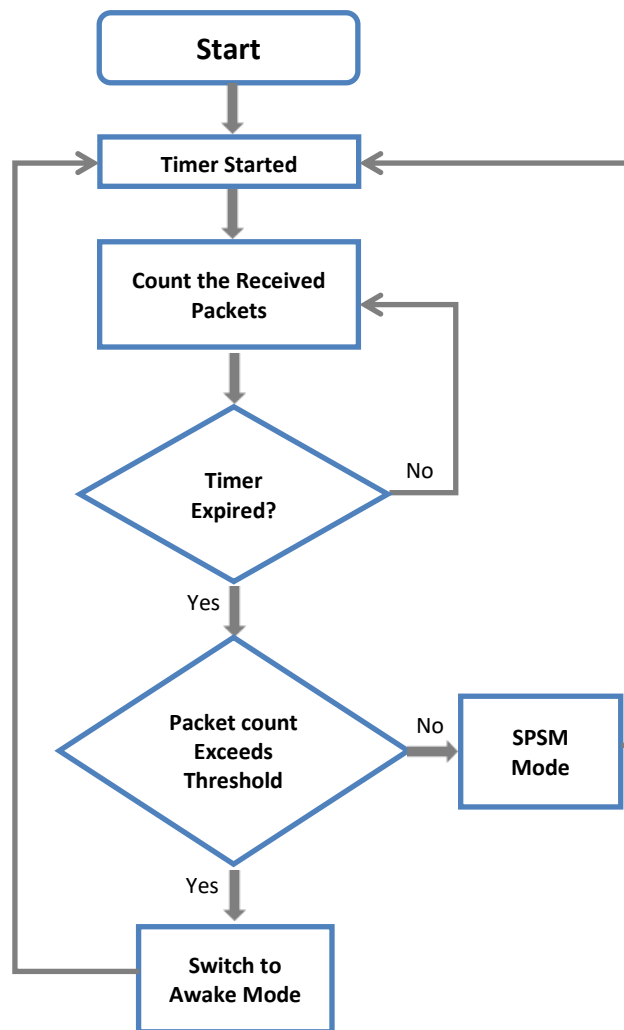 Start
Timer Started
Count the Received
Packets
Timer
Expired?
No
Yes
Packet count
Exceeds
Threshold
No
SPSM
Mode
Yes
Switch to
Awake Mode